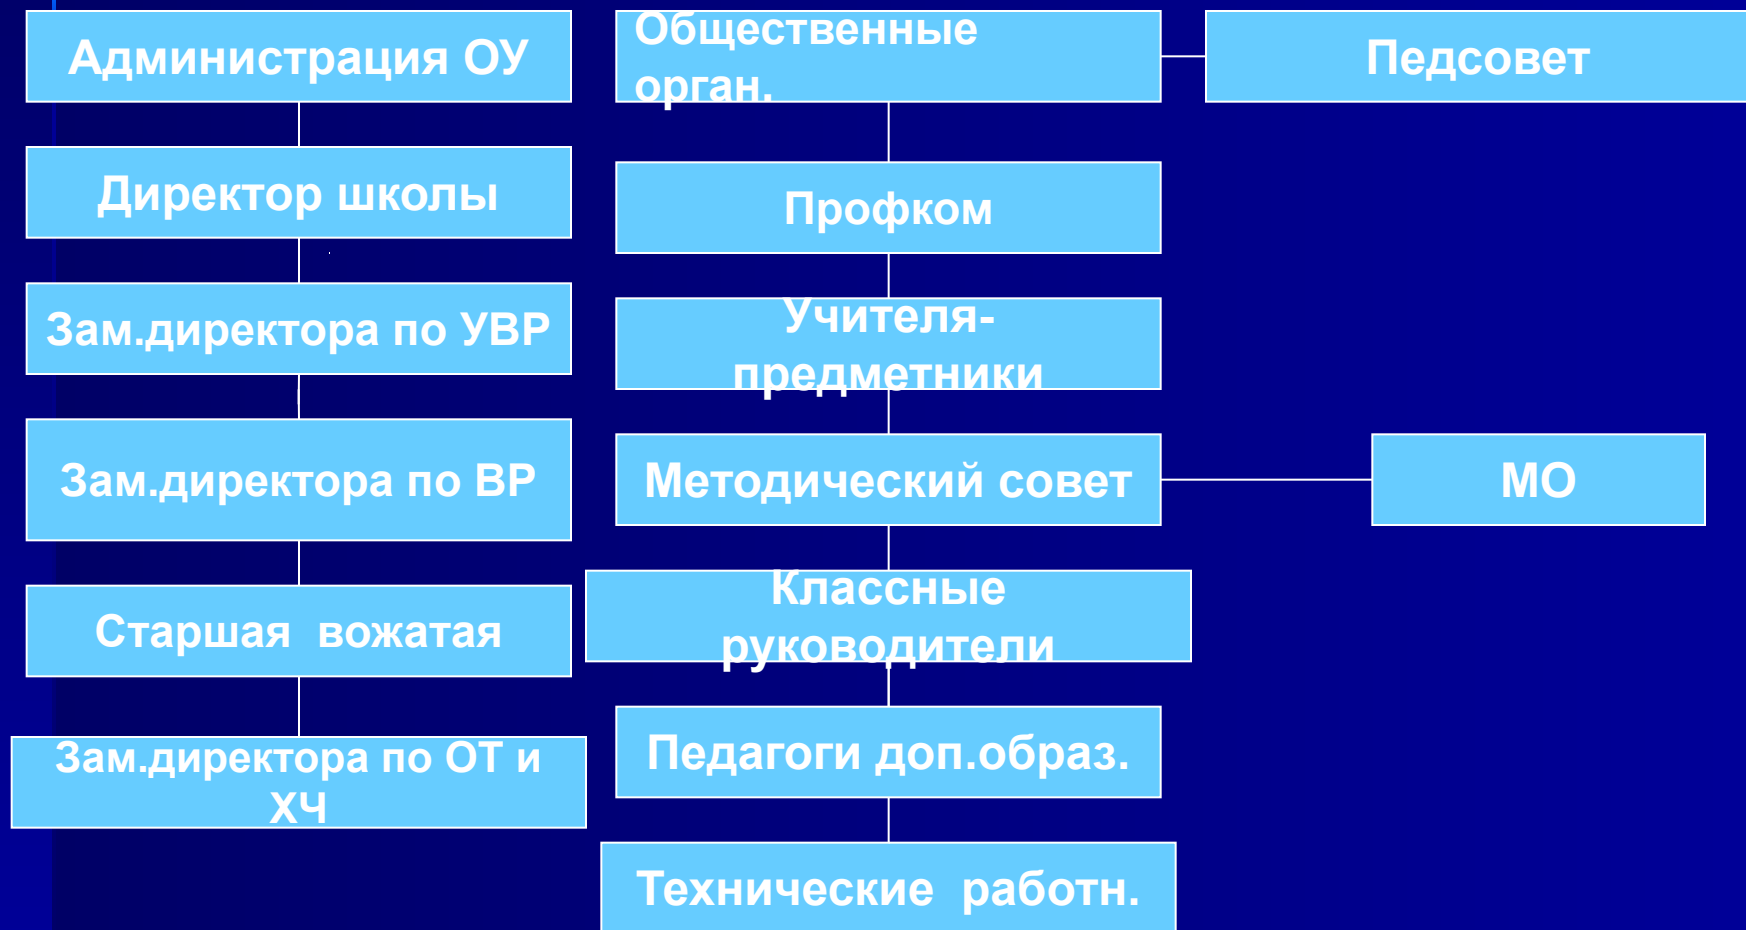 Администрация ОУ
Директор школы
Зам.директора по УВР
Зам.директора по ВР
Старшая вожатая
Зам.директора по ОТ и
ХЧ
Общественные
орган.
Педсовет
Профком
Учителя-
предметники
Методический совет
МО
Классные
руководители
Педагоги доп.образ.
Технические работн.